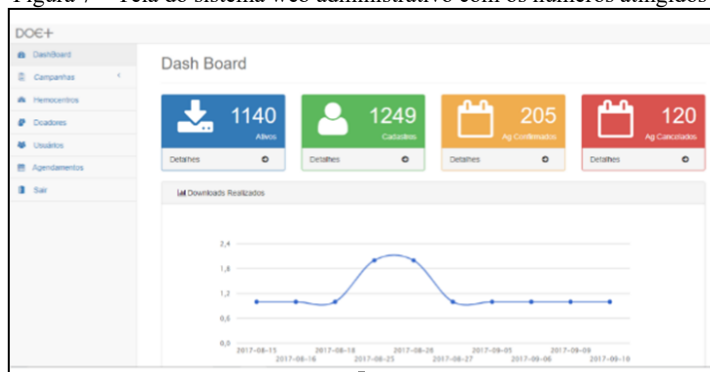 Figura 7 – Tela do sistema web administrativo com os números atingidos
DOE+
DashBoard
Campanhas
Hemocentros
Doadores
Usuários
Agendamentos
Sair
Dash Board
1140
Ativos
Detalhes
1249
Cadastros
Detalhes
205
Ag Confirmados
Detalhes
120
Ag Cancelados
Detalhes
Downloads Realizados
2,4
1,8
1,2
0,6
0,0
2017-08-15
2017-08-16
2017-08-18
2017-08-25
2017-08-26
2017-08-27
2017-09-05
2017-09-06
2017-09-09
2017-09-10